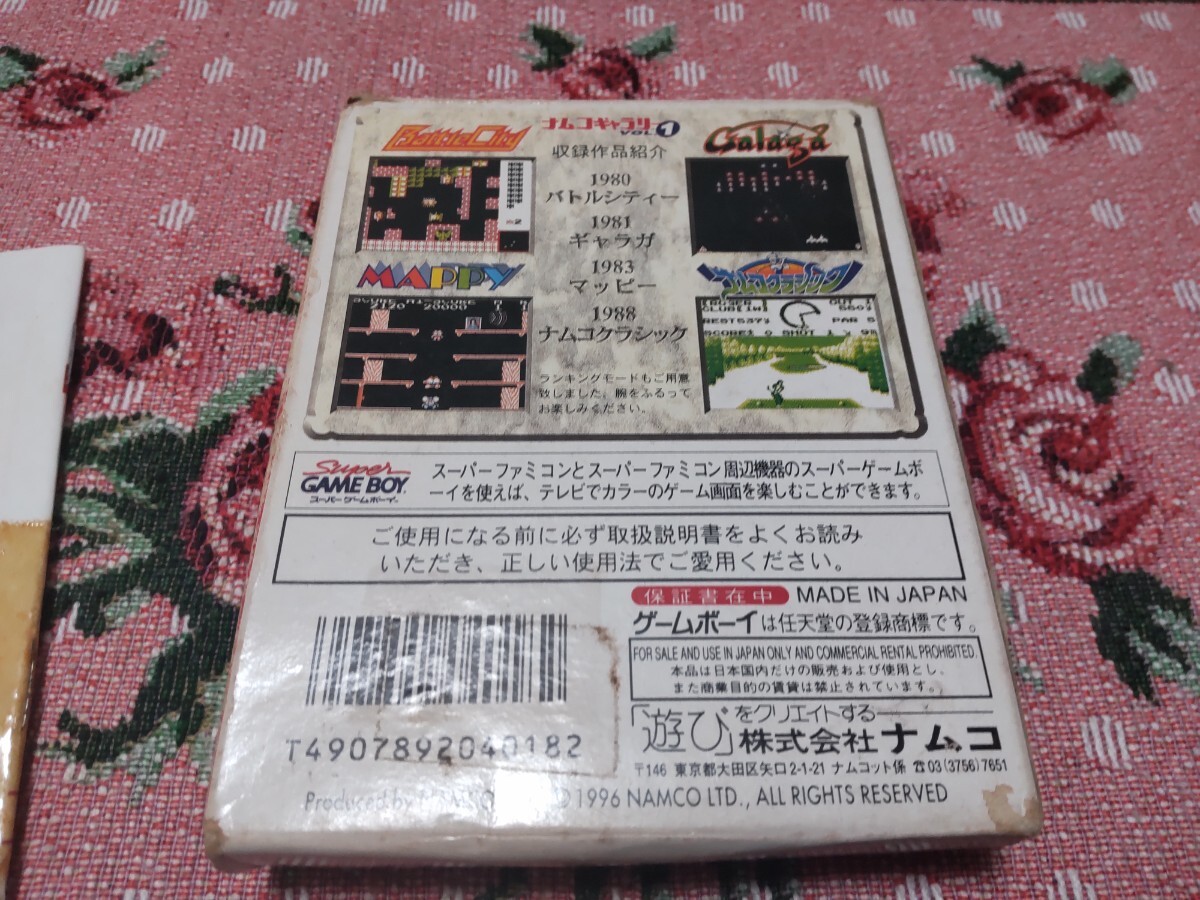 Battle City
ナムコギャラリー
VOL.1
Galaga
収録作品紹介
1980
バトルシティー
1981
ギャラガ
1983
マッピー
1988
ナムコクラシック
MAPPY
ナムコクラシック
20000
CLUB[1W]
OUT 1
PAR 5
ランキングモードもご用意
致しました。腕をふるって
お楽しみください。
Super
GAME BOY
スーパーゲームボーイ
スーパーファミコンとスーパーファミコン周辺機器のスーパーゲームボ
ーイを使えば、テレビでカラーのゲーム画面を楽しむことができます。
ご使用になる前に必ず取扱説明書をよくお読み
いただき、正しい使用法でご愛用ください。
保証書在中 MADE IN JAPAN
ゲームボーイは任天堂の登録商標です。
FOR SALE AND USE IN JAPAN ONLY AND COMMERCIAL RENTAL PROHIBITED.
本品は日本国内だけの販売および使用とし、
また商業目的の賃貸は禁止されています。
「遊び」をクリエイトする
株式会社ナムコ
〒146 東京都大田区矢口2-1-21 ナムコット係 ☎03(3756)7651
T4907892040182
Produced by ©1996 NAMCO LTD., ALL RIGHTS RESERVED